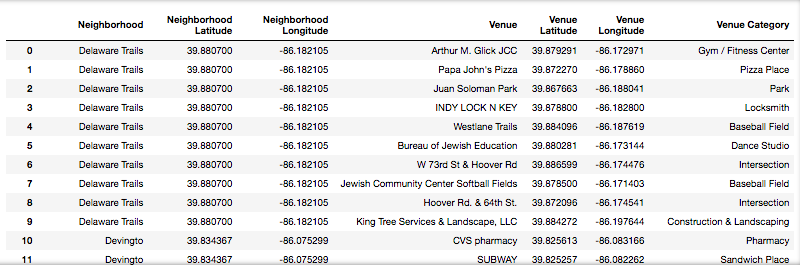 Neighborhood Neighborhood Latitude Neighborhood Longitude Venue Venue Latitude Venue Longitude Venue Category
0 Delaware Trails 39.880700 -86.182105 Arthur M. Glick JCC 39.879291 -86.172971 Gym / Fitness Center
1 Delaware Trails 39.880700 -86.182105 Papa John's Pizza 39.872270 -86.178860 Pizza Place
2 Delaware Trails 39.880700 -86.182105 Juan Soloman Park 39.867663 -86.188041 Park
3 Delaware Trails 39.880700 -86.182105 INDY LOCK N KEY 39.878800 -86.182800 Locksmith
4 Delaware Trails 39.880700 -86.182105 Westlane Trails 39.884096 -86.187619 Baseball Field
5 Delaware Trails 39.880700 -86.182105 Bureau of Jewish Education 39.880281 -86.173144 Dance Studio
6 Delaware Trails 39.880700 -86.182105 W 73rd St & Hoover Rd 39.886599 -86.174476 Intersection
7 Delaware Trails 39.880700 -86.182105 Jewish Community Center Softball Fields 39.878500 -86.171403 Baseball Field
8 Delaware Trails 39.880700 -86.182105 Hoover Rd. & 64th St. 39.872096 -86.174541 Intersection
9 Delaware Trails 39.880700 -86.182105 King Tree Services & Landscape, LLC 39.884272 -86.197644 Construction & Landscaping
10 Devingto 39.834367 -86.075299 CVS pharmacy 39.825613 -86.083166 Pharmacy
11 Devingto 39.834367 -86.075299 SUBWAY 39.825257 -86.082262 Sandwich Place